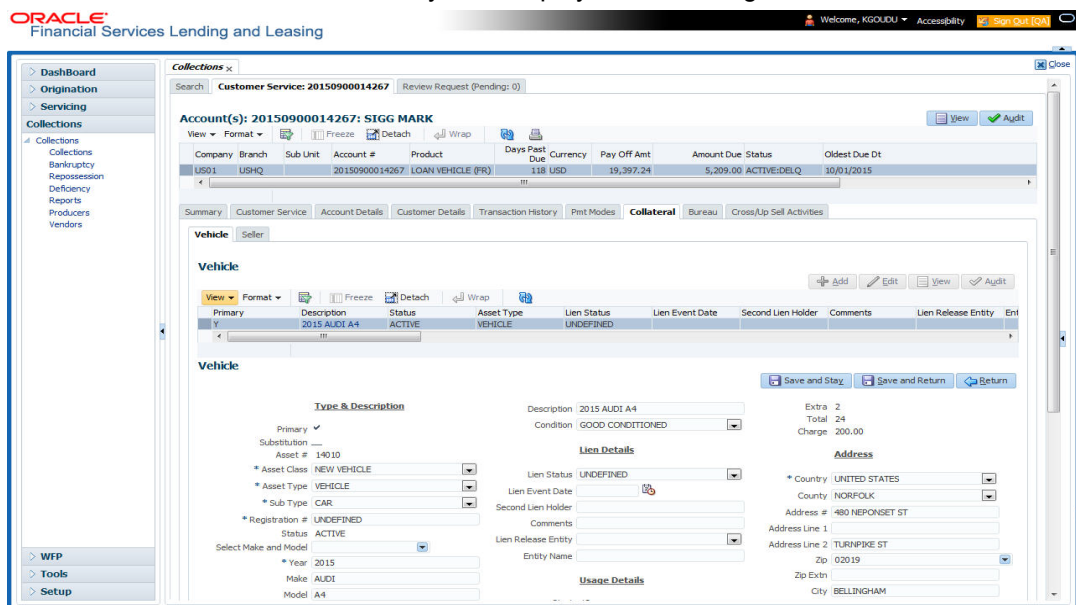 ORACLE
Financial Services Lending and Leasing
Welcome, KGOUDU Accessibility Sign Out [QA]
Close
DashBoard
Origination
Servicing
Collections
Collections
Collections
Bankruptcy
Repossession
Deficiency
Reports
Producers
Vendors
WFP
Tools
Setup
Collections x
Search Customer Service: 20150900014267 Review Request (Pending: 0)
Account(s): 20150900014267: SIGG MARK
View Audit
View Format Freeze Detach Wrap
Company Branch Sub Unit Account # Product Days Past Due Currency Pay Off Amt Amount Due Status Oldest Due Dt
US01 USHQ 20150900014267 LOAN VEHICLE (FR) 118 USD 19,397.24 5,209.00 ACTIVE:DELQ 10/01/2015
Summary Customer Service Account Details Customer Details Transaction History Pmt Modes Collateral Bureau Cross/Up Sell Activities
Vehicle Seller
Vehicle
Add Edit View Audit
View Format Freeze Detach Wrap
Primary Description Status Asset Type Lien Status Lien Event Date Second Lien Holder Comments Lien Release Entity Ent
Y 2015 AUDI A4 ACTIVE VEHICLE UNDEFINED
Vehicle
Save and Stay Save and Return Return
Type & Description
Primary
Substitution
Asset # 14010
* Asset Class NEW VEHICLE
* Asset Type VEHICLE
* Sub Type CAR
* Registration # UNDEFINED
Status ACTIVE
Select Make and Model
* Year 2015
Make AUDI
Model A4
Description 2015 AUDI A4
Condition GOOD CONDITIONED
Lien Details
Lien Status UNDEFINED
Lien Event Date
Second Lien Holder
Comments
Lien Release Entity
Entity Name
Usage Details
Extra 2
Total 24
Charge 200.00
Address
* Country UNITED STATES
County NORFOLK
Address # 480 NEPONSET ST
Address Line 1
Address Line 2 TURNPIKE ST
Zip 02019
Zip Extn
City BELLINGHAM